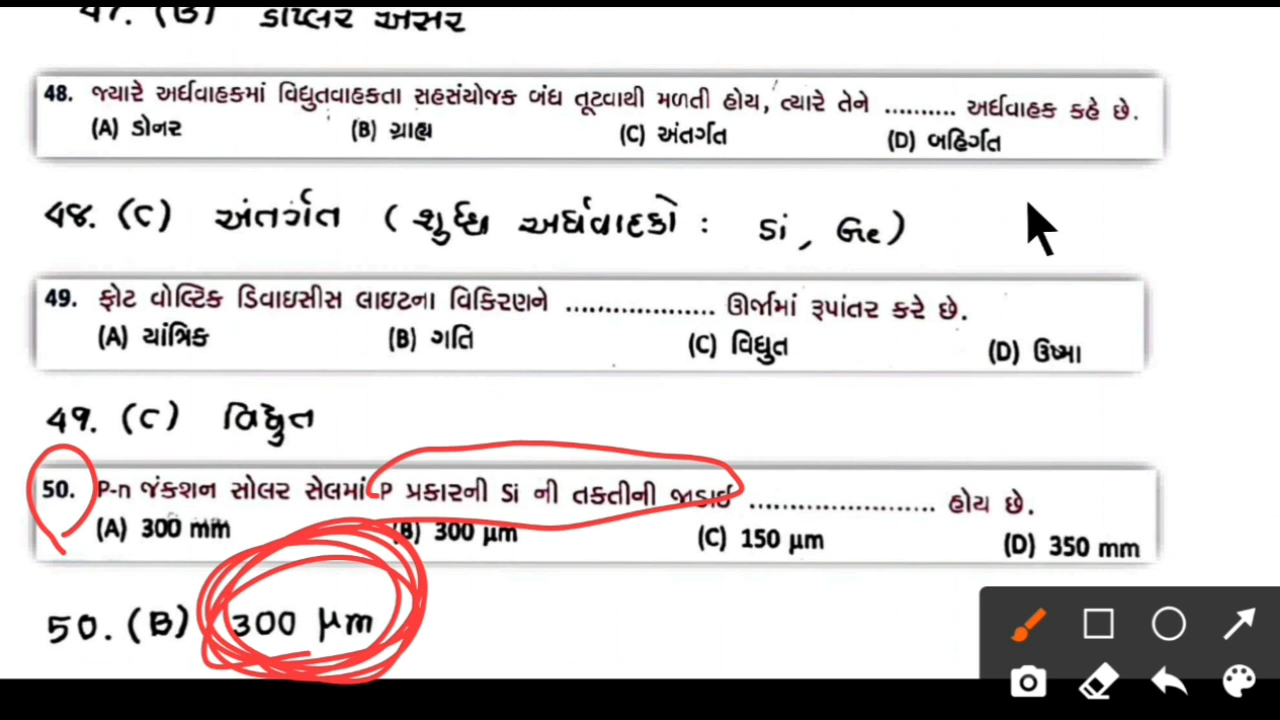 47. (B) ડોપ્લર અસર
48. જ્યારે અર્ધવાહકમાં વિદ્યુતવાહકતા સહસંયોજક બંધ તૂટવાથી મળતી હોય, ત્યારે તેને .......... અર્ધવાહક કહે છે.
(A) ડોનર (B) ગ્રાહ્ય (C) અંતર્ગત (D) બહિર્ગત
48. (C) અંતર્ગત (શુદ્ધ અર્ધવાહકો : Si, Ge)
49. ફોટ વોલ્ટિક ડિવાઇસીસ લાઇટના વિકિરણને .................... ઊર્જામાં રૂપાંતર કરે છે.
(A) યાંત્રિક (B) ગતિ (C) વિદ્યુત (D) ઉષ્મા
49. (C) વિદ્યુત
50. P-n જંકશન સોલર સેલમાં P પ્રકારની Si ની તકતીની જાડાઈ ........................ હોય છે.
(A) 300 mm (B) 300 μm (C) 150 μm (D) 350 mm
50. (B) 300 μm